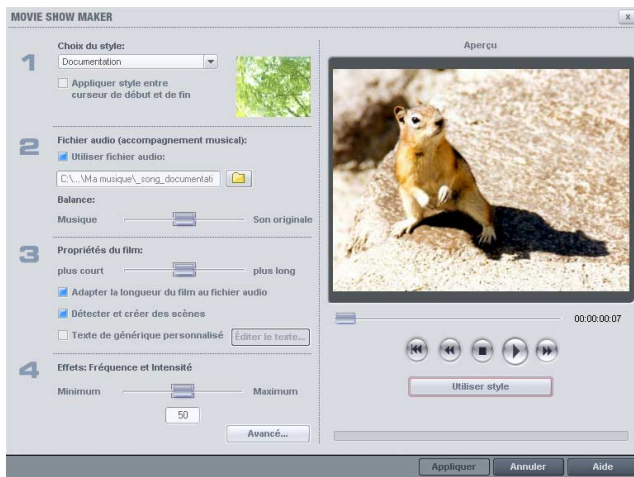 MOVIE SHOW MAKER
x
1
Choix du style:
Documentation
Appliquer style entre
curseur de début et de fin
2
Fichier audio (accompagnement musical):
Utiliser fichier audio:
C:\...\Ma musique\_song_documentati
Balance:
Musique Son originale
3
Propriétés du film:
plus court plus long
Adapter la longueur du film au fichier audio
Détecter et créer des scènes
Texte de générique personnalisé Éditer le texte...
4
Effets: Fréquence et Intensité
Minimum Maximum
50
Avancé...
Aperçu
00:00:00:07
Utiliser style
Appliquer Annuler Aide